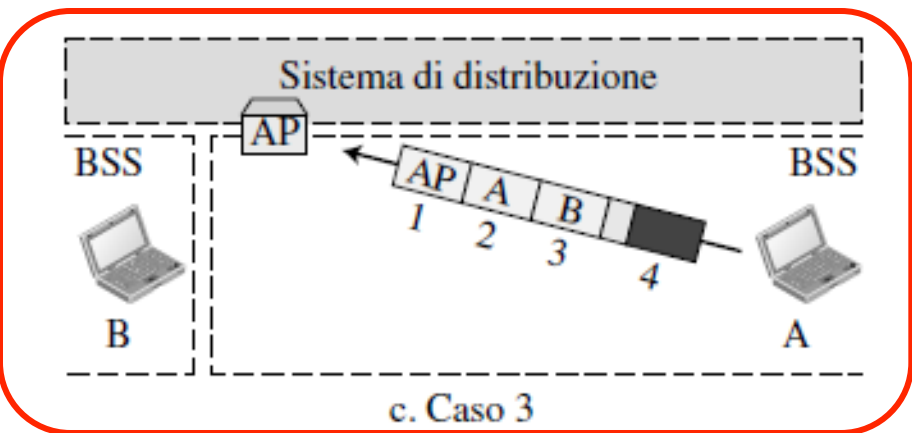 Sistema di distribuzione
AP
BSS
BSS
AP A B
1 2 3 4
B
A
c. Caso 3